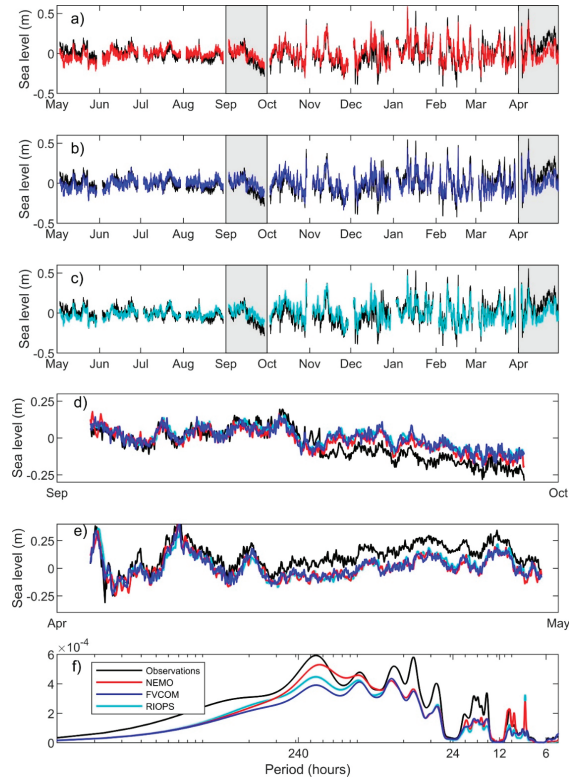 a)
Sea level (m)
0.5
0
-0.5
May Jun Jul Aug Sep Oct Nov Dec Jan Feb Mar Apr
b)
Sea level (m)
0.5
0
-0.5
May Jun Jul Aug Sep Oct Nov Dec Jan Feb Mar Apr
c)
Sea level (m)
0.5
0
-0.5
May Jun Jul Aug Sep Oct Nov Dec Jan Feb Mar Apr
d)
Sea level (m)
0.25
0
-0.25
Sep Oct
e)
Sea level (m)
0.25
0
-0.25
Apr May
×10⁻⁴
f)
6
4
2
0
Observations
NEMO
FVCOM
RIOPS
240 24 12 6
Period (hours)